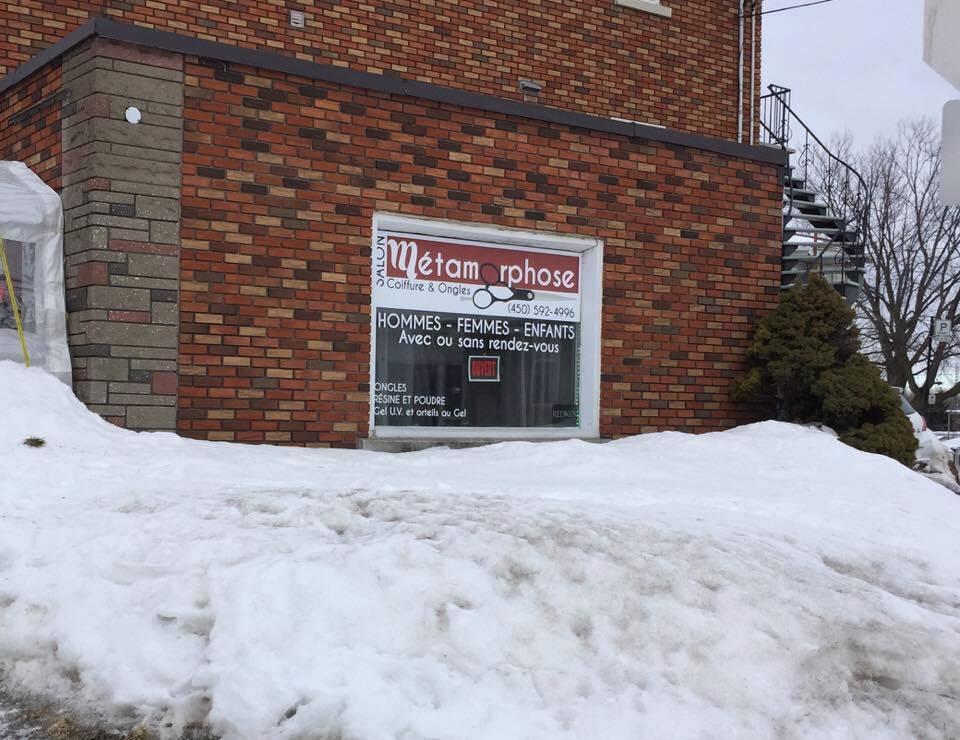 SALON
Métamorphose
Coiffure & Ongles
(450) 592-4996
HOMMES - FEMMES - ENFANTS
Avec ou sans rendez-vous
OUVERT
ONGLES
RÉSINE ET POUDRE
Gel U.V. et orteils au Gel
REDKEN
P